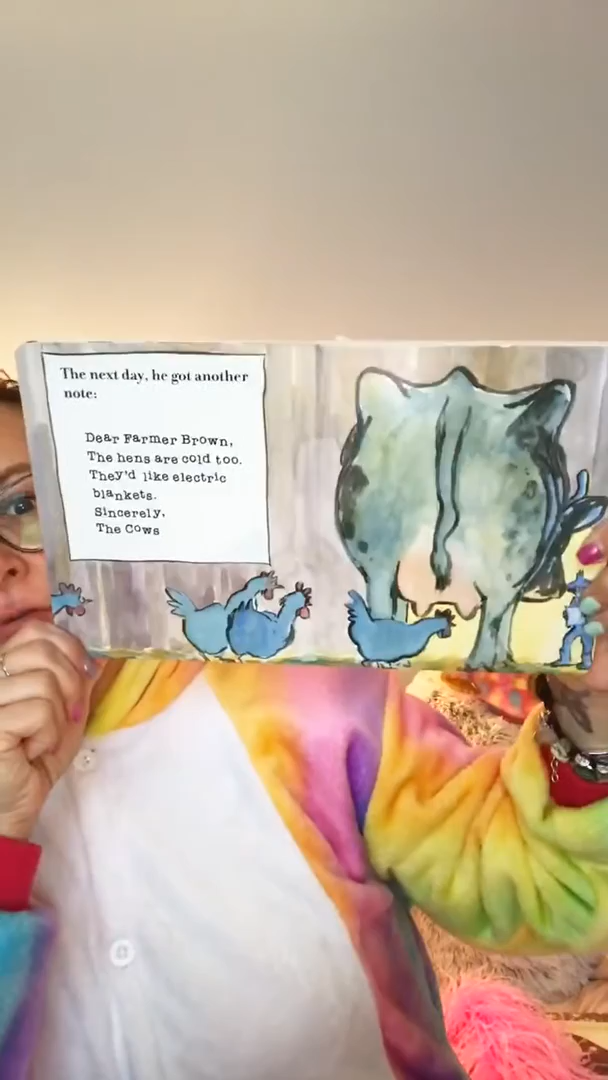 The next day, he got another
note:
Dear Farmer Brown,
The hens are cold too.
They'd like electric
blankets.
Sincerely,
The Cows